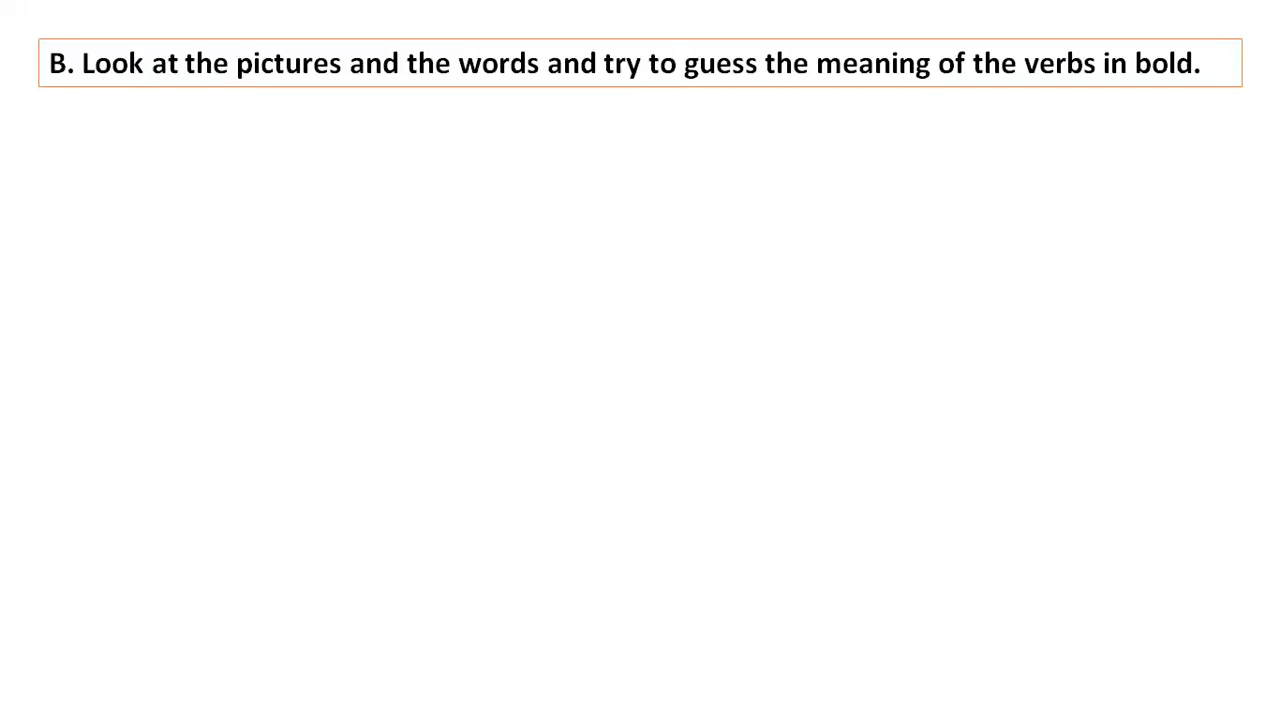 B. Look at the pictures and the words and try to guess the meaning of the verbs in bold.